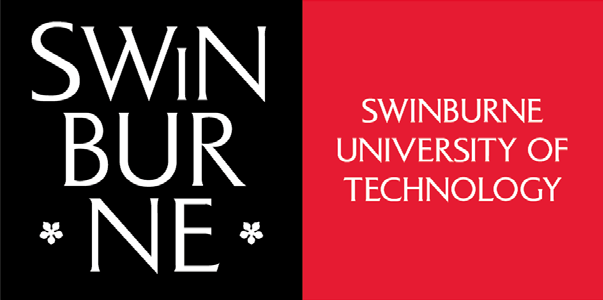 SWiN
BUR
NE
SWINBURNE
UNIVERSITY OF
TECHNOLOGY